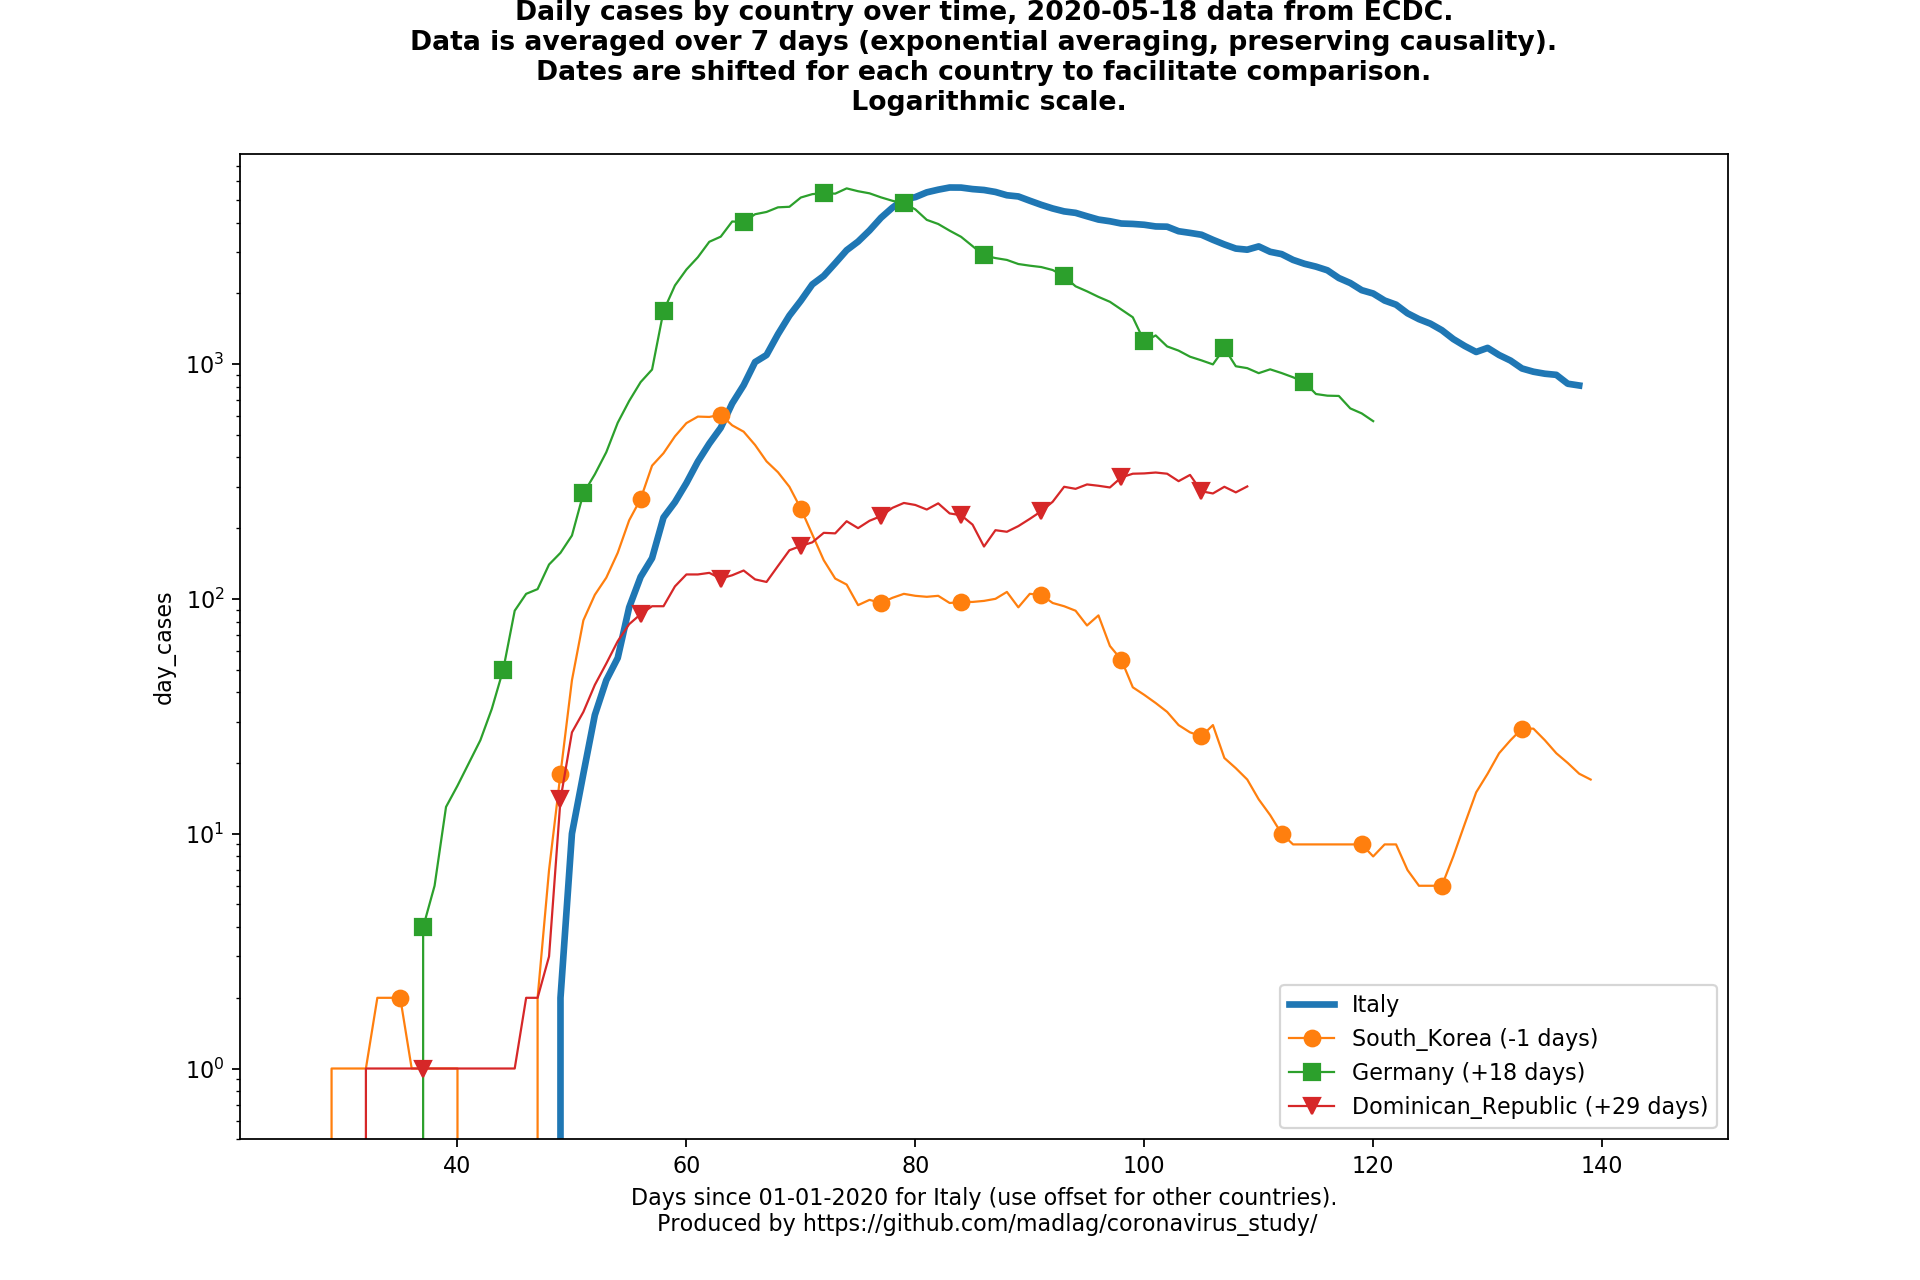 Daily cases by country over time, 2020-05-18 data from ECDC.
Data is averaged over 7 days (exponential averaging, preserving causality).
Dates are shifted for each country to facilitate comparison.
Logarithmic scale.
10³
10²
10¹
10⁰
day_cases
40 60 80 100 120 140
Italy
South_Korea (-1 days)
Germany (+18 days)
Dominican_Republic (+29 days)
Days since 01-01-2020 for Italy (use offset for other countries).
Produced by https://github.com/madlag/coronavirus_study/